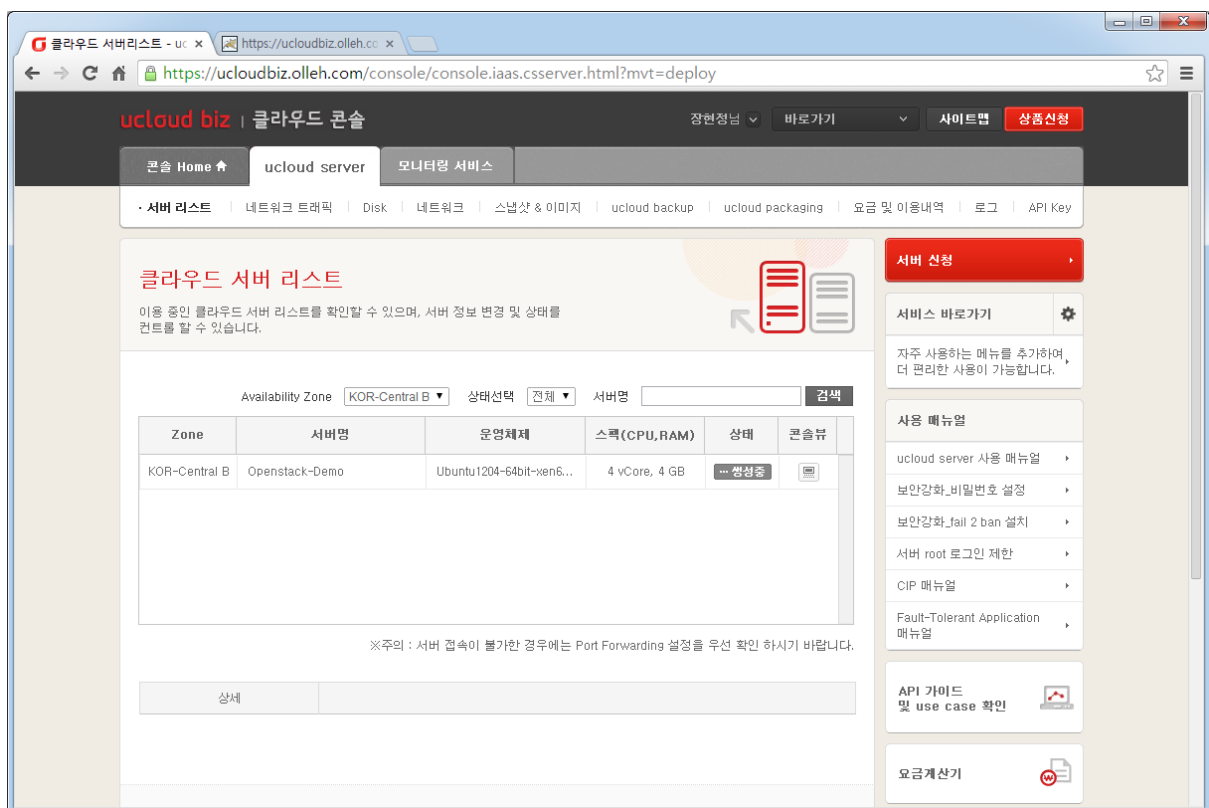 클라우드 서버리스트 - uc
https://ucloudbiz.olleh.co
https://ucloudbiz.olleh.com/console/console.iaas.csserver.html?mvt=deploy
ucloud biz | 클라우드 콘솔
장현정님 바로가기 사이트맵 상품신청
콘솔 Home ucloud server 모니터링 서비스
· 서버 리스트 | 네트워크 트래픽 | Disk | 네트워크 | 스냅샷 & 이미지 | ucloud backup | ucloud packaging | 요금 및 이용내역 | 로그 | API Key
클라우드 서버 리스트
이용 중인 클라우드 서버 리스트를 확인할 수 있으며, 서버 정보 변경 및 상태를
컨트롤 할 수 있습니다.
Availability Zone KOR-Central B 상태선택 전체 서버명 검색
Zone 서버명 운영체제 스펙(CPU,RAM) 상태 콘솔뷰
KOR-Central B Openstack-Demo Ubuntu1204-64bit-xen6... 4 vCore, 4 GB ··· 생성중
※주의 : 서버 접속이 불가한 경우에는 Port Forwarding 설정을 우선 확인 하시기 바랍니다.
상세
서버 신청
서비스 바로가기
자주 사용하는 메뉴를 추가하여,
더 편리한 사용이 가능합니다.
사용 매뉴얼
ucloud server 사용 매뉴얼
보안강화_비밀번호 설정
보안강화_fail 2 ban 설치
서버 root 로그인 제한
CIP 매뉴얼
Fault-Tolerant Application
매뉴얼
API 가이드
및 use case 확인
요금계산기